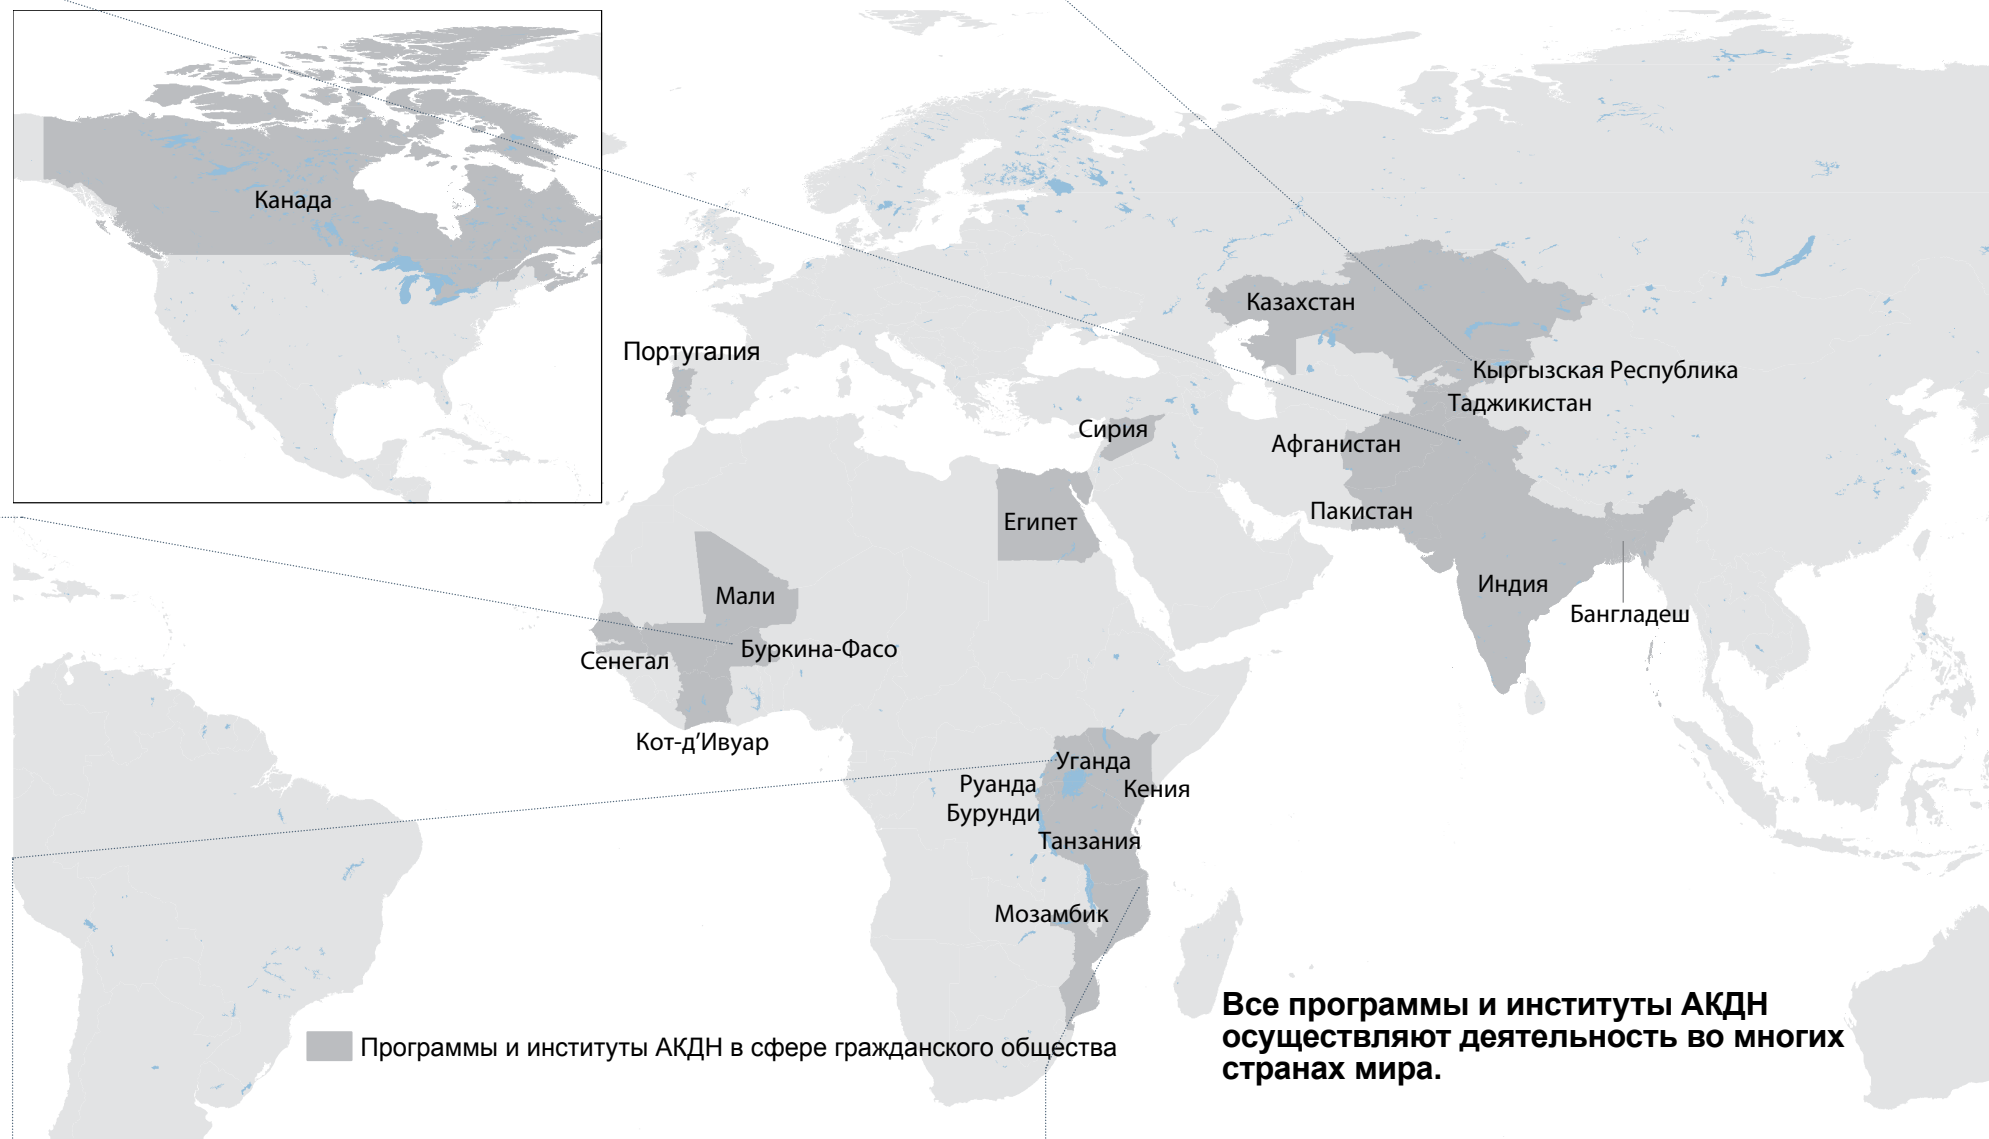 Канада
Казахстан
Португалия
Кыргызская Республика
Таджикистан
Сирия
Афганистан
Пакистан
Египет
Индия
Мали
Бангладеш
Буркина-Фасо
Сенегал
Кот-д'Ивуар
Уганда
Руанда
Кения
Бурунди
Танзания
Мозамбик
Все программы и институты АКДН
осуществляют деятельность во многих
странах мира.
Программы и институты АКДН в сфере гражданского общества